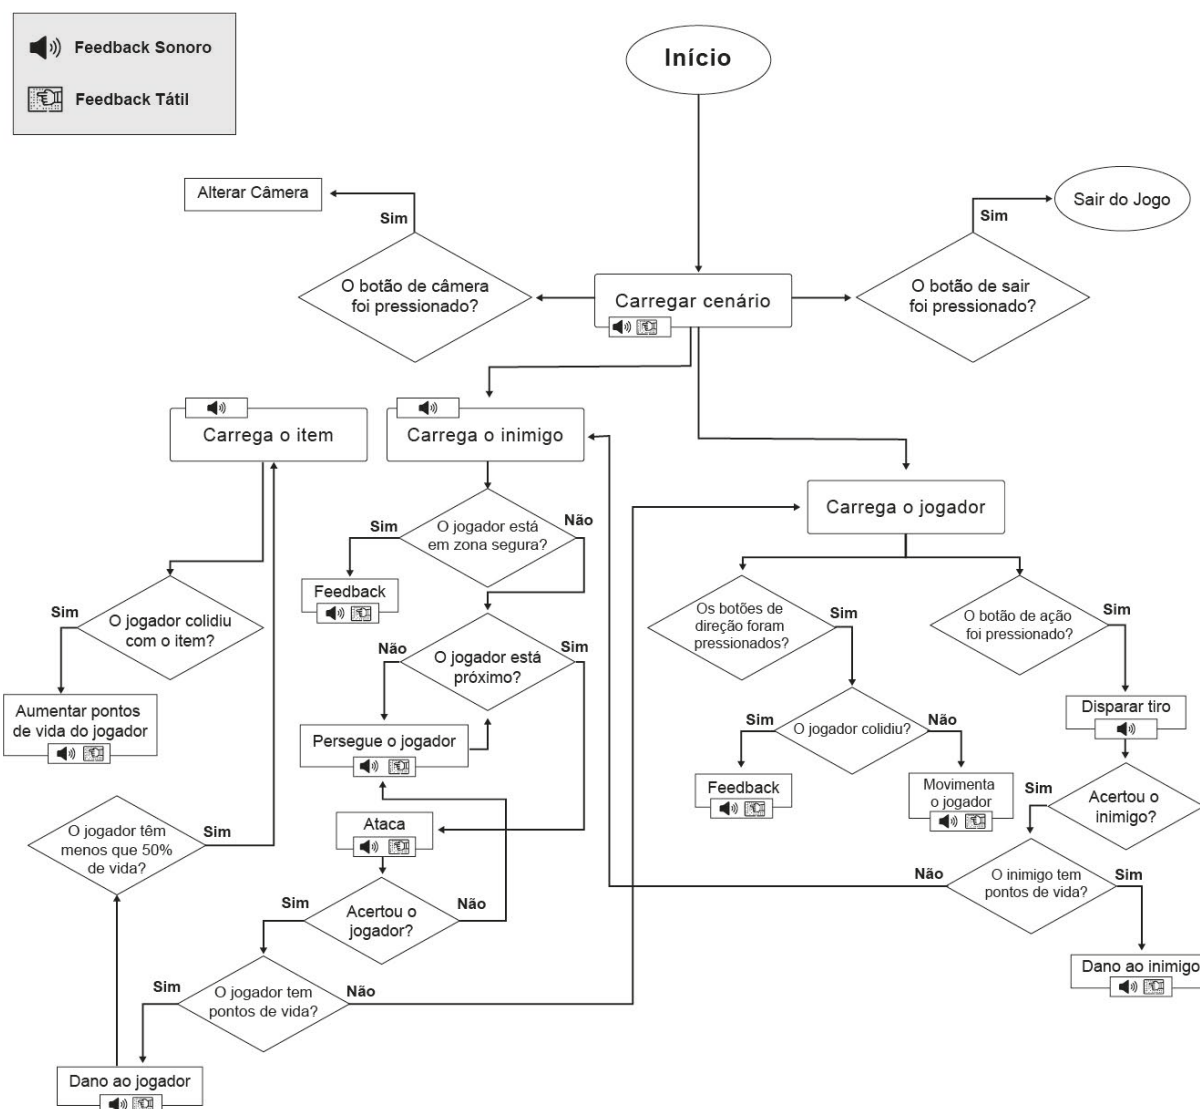 Feedback Sonoro
Feedback Tátil
Início
Alterar Câmera
Sim
O botão de câmera
foi pressionado?
Carregar cenário
Sair do Jogo
Sim
O botão de sair
foi pressionado?
Carrega o item
Carrega o inimigo
Carrega o jogador
Sim
O jogador está
em zona segura?
Não
Feedback
Sim
O jogador colidiu
com o item?
Aumentar pontos
de vida do jogador
Não
O jogador está
próximo?
Sim
Persegue o jogador
Os botões de
direção foram
pressionados?
Sim
O botão de ação
foi pressionado?
Sim
Sim
O jogador colidiu?
Não
Disparar tiro
Feedback
Movimenta
o jogador
Sim
Acertou o
inimigo?
O jogador têm
menos que 50%
de vida?
Sim
Ataca
Sim
Acertou o
jogador?
Não
Não
O inimigo tem
pontos de vida?
Sim
Dano ao inimigo
Sim
O jogador tem
pontos de vida?
Não
Dano ao jogador